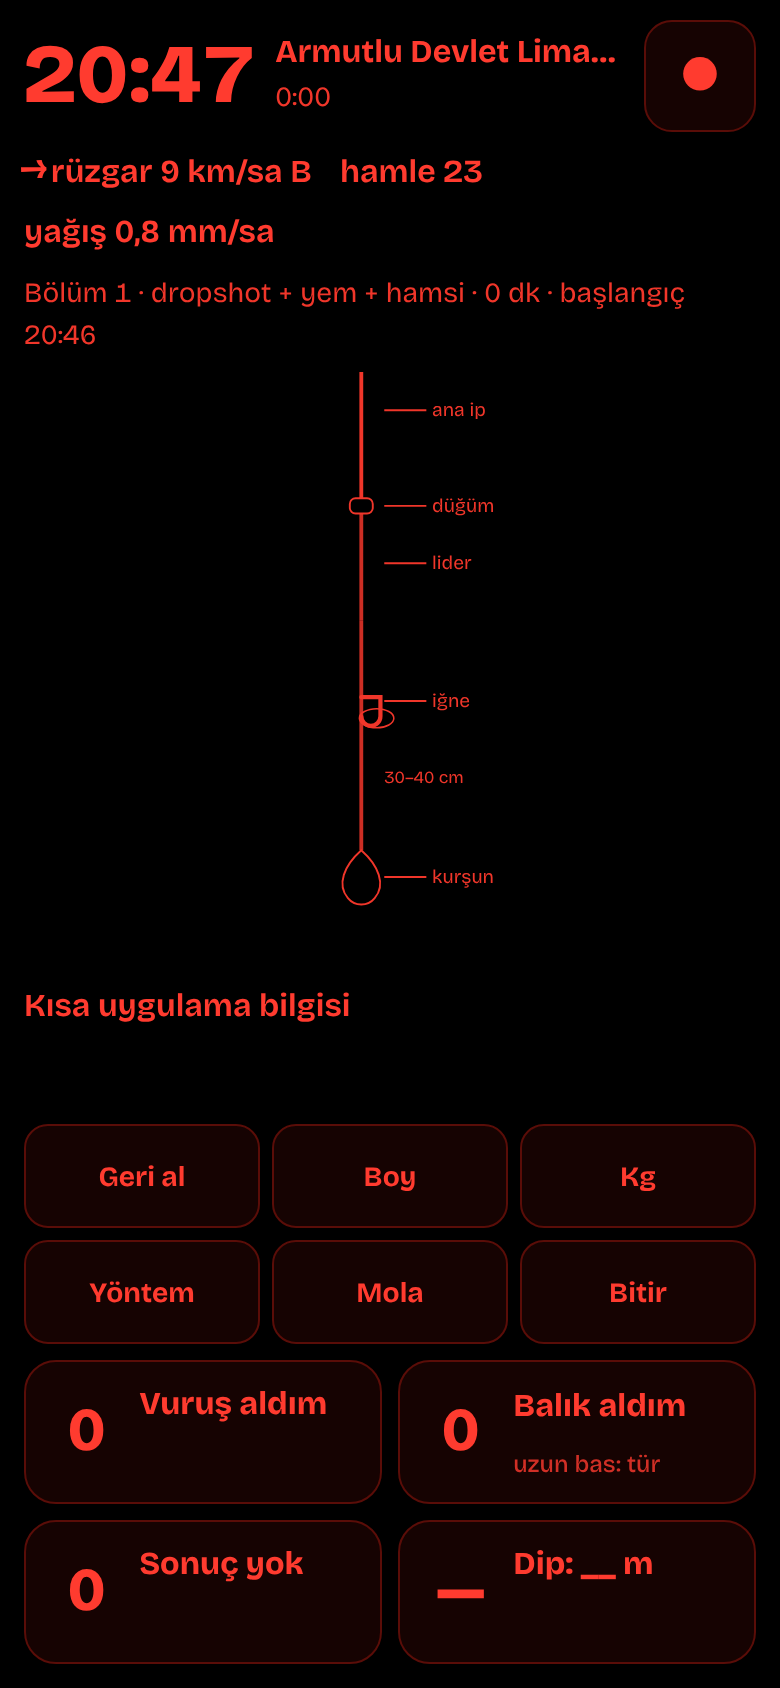 20:47
Armutlu Devlet Lima...
0:00
→rüzgar 9 km/sa B hamle 23
yağış 0,8 mm/sa
Bölüm 1 · dropshot + yem + hamsi · 0 dk · başlangıç
20:46
ana ip
düğüm
lider
iğne
30–40 cm
kurşun
Kısa uygulama bilgisi
Geri al
Boy
Kg
Yöntem
Mola
Bitir
0 Vuruş aldım
0 Balık aldım
uzun bas: tür
0 Sonuç yok
— Dip: __ m